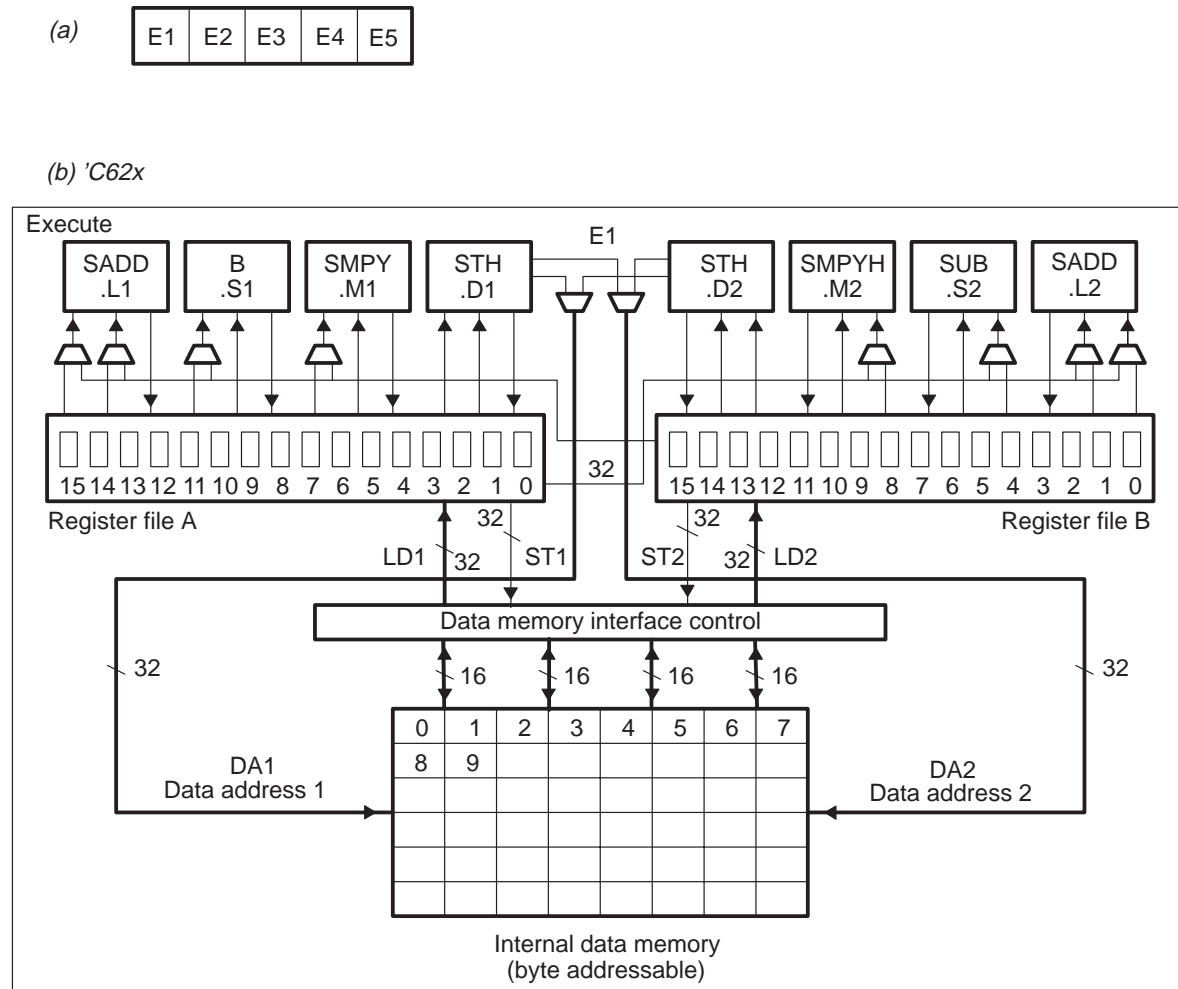 (a)
E1 E2 E3 E4 E5
(b) 'C62x
Execute
E1
SADD .L1
B .S1
SMPY .M1
STH .D1
STH .D2
SMPYH .M2
SUB .S2
SADD .L2
15 14 13 12 11 10 9 8 7 6 5 4 3 2 1 0
32
15 14 13 12 11 10 9 8 7 6 5 4 3 2 1 0
Register file A
32
32
Register file B
LD1
32
ST1
ST2
32
LD2
Data memory interface control
32
16
16
16
16
32
0 1 2 3 4 5 6 7
8 9
DA1
Data address 1
DA2
Data address 2
Internal data memory
(byte addressable)